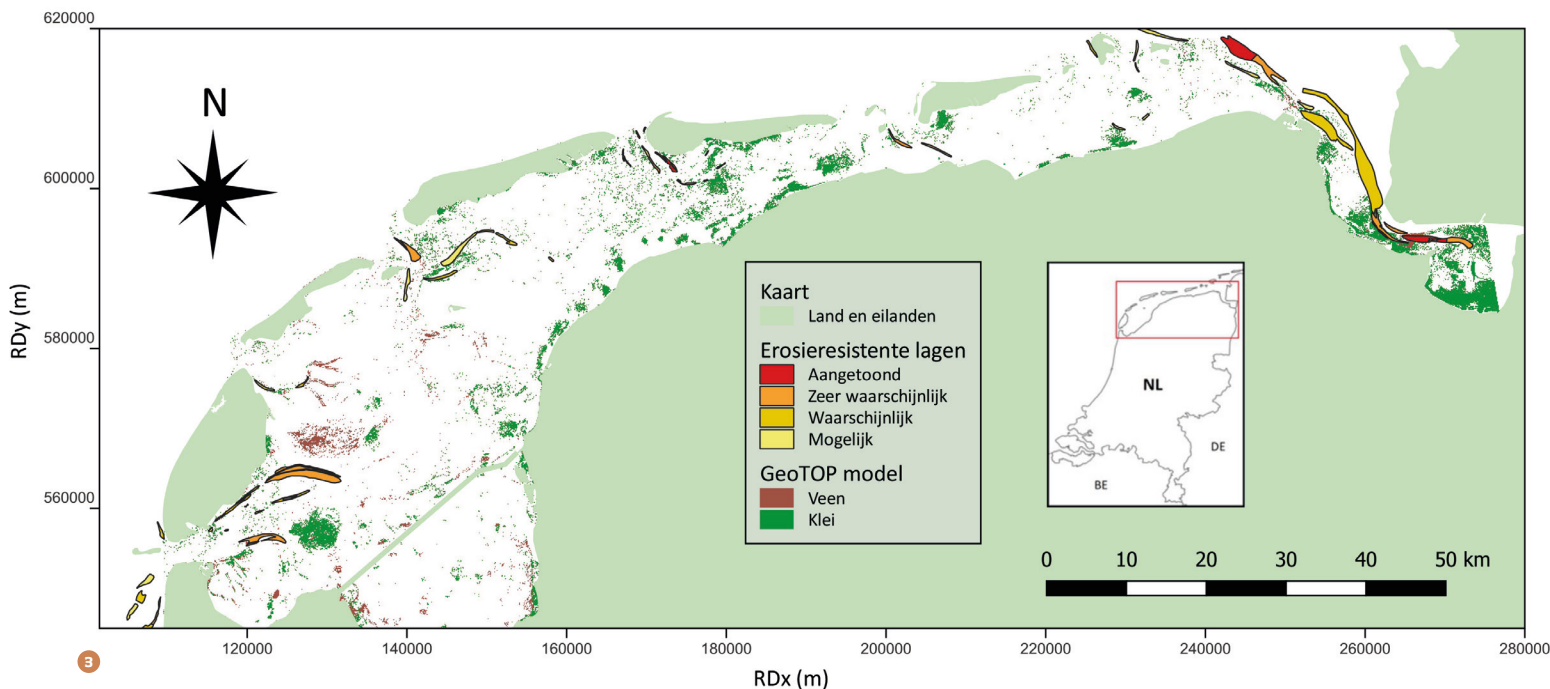 620000
600000
580000
560000
RDy (m)
N
Kaart
Land en eilanden
Erosieresistente lagen
Aangetoond
Zeer waarschijnlijk
Waarschijnlijk
Mogelijk
GeoTOP model
Veen
Klei
NL
DE
BE
0 10 20 30 40 50 km
120000 140000 160000 180000 200000 220000 240000 260000 280000
RDx (m)
3